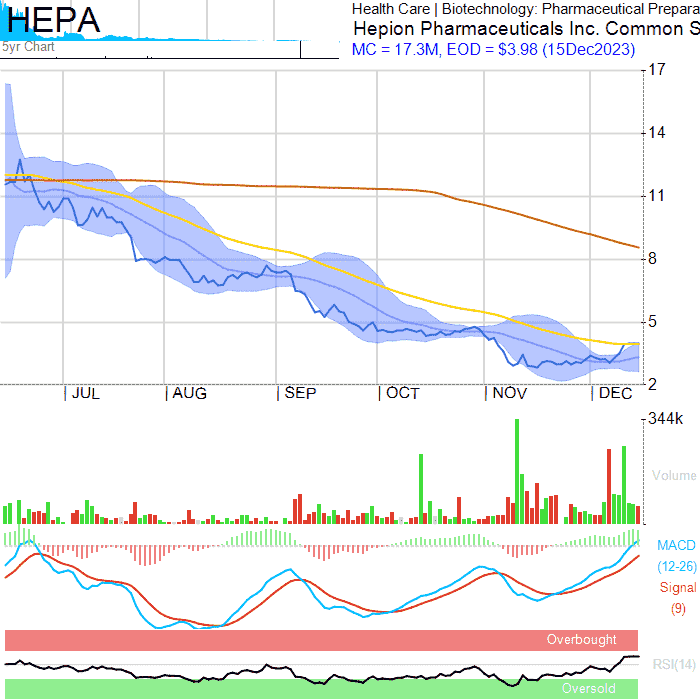 HEPA
5yr Chart
Health Care | Biotechnology: Pharmaceutical Prepara
Hepion Pharmaceuticals Inc. Common S
MC = 17.3M, EOD = $3.98 (15Dec2023)
17
14
11
8
5
2
JUL AUG SEP OCT NOV DEC
344k
Volume
MACD
(12-26)
Signal
(9)
Overbought
RSI(14)
Oversold